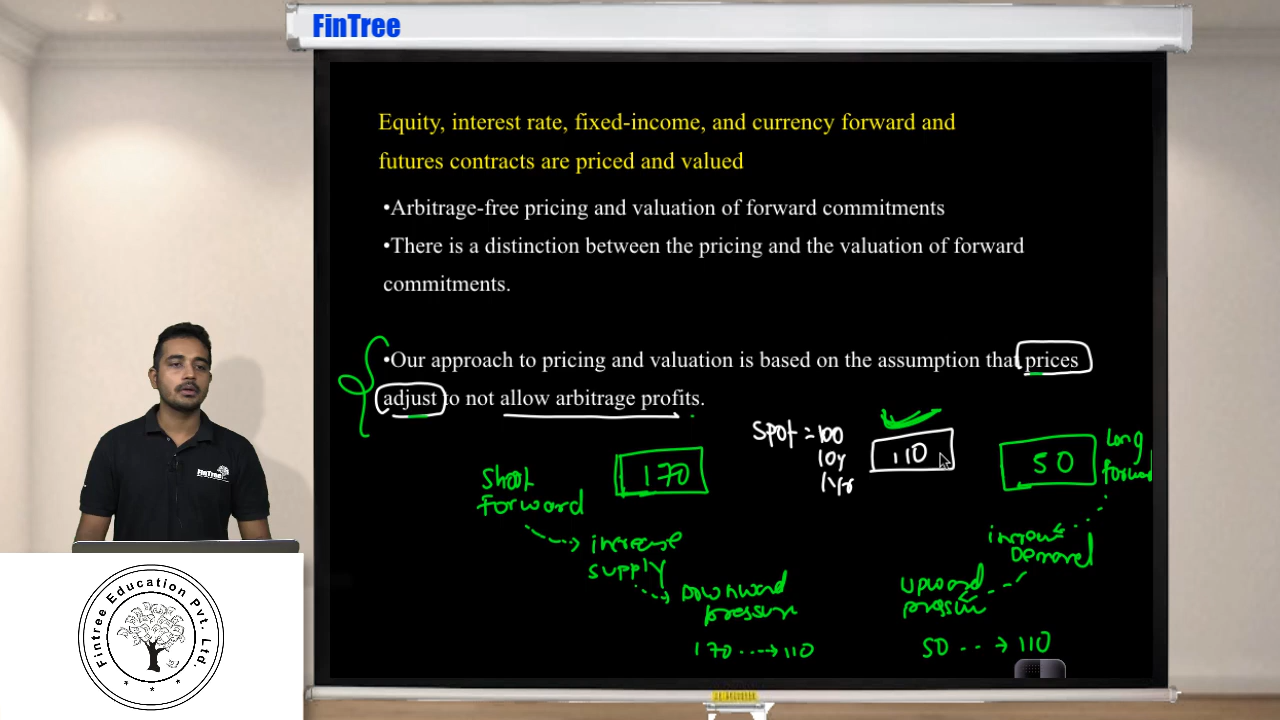 FinTree
Equity, interest rate, fixed-income, and currency forward and
futures contracts are priced and valued
•Arbitrage-free pricing and valuation of forward commitments
•There is a distinction between the pricing and the valuation of forward
commitments.
•Our approach to pricing and valuation is based on the assumption that prices
adjust to not allow arbitrage profits.
Spot = 100
10%
1yr
110
170
50
Short
Forward
Long
Forward
increase
supply
Downward
pressure
170 ---> 110
increase
Demand
upward
pressure
50 --> 110
FinTree
Fintree Education Pvt. Ltd.